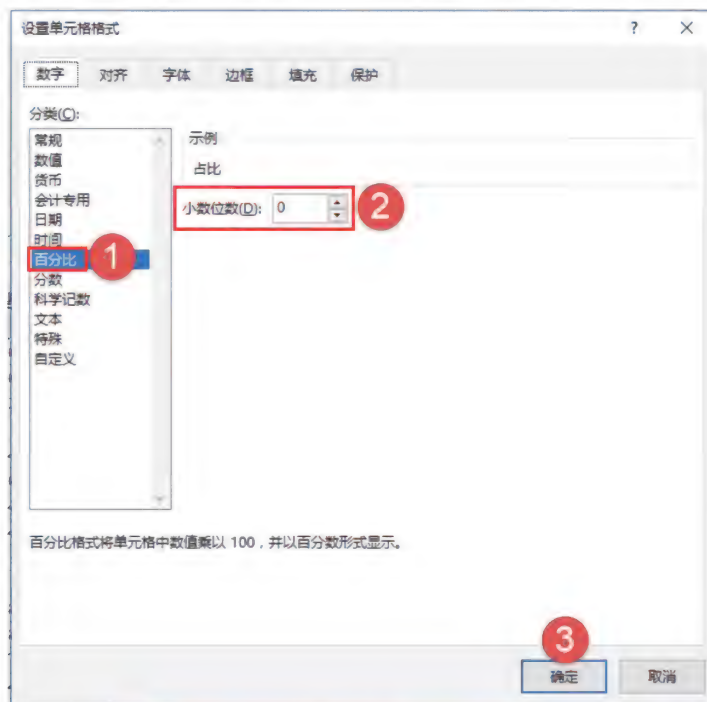 设置单元格格式 ? ×
数字 对齐 字体 边框 填充 保护
分类(C):
常规
数值
货币
会计专用
日期
时间
百分比 1
分数
科学记数
文本
特殊
自定义
示例
占比
小数位数(D): 0 2
百分比格式将单元格中数值乘以 100，并以百分数形式显示。
3
确定 取消